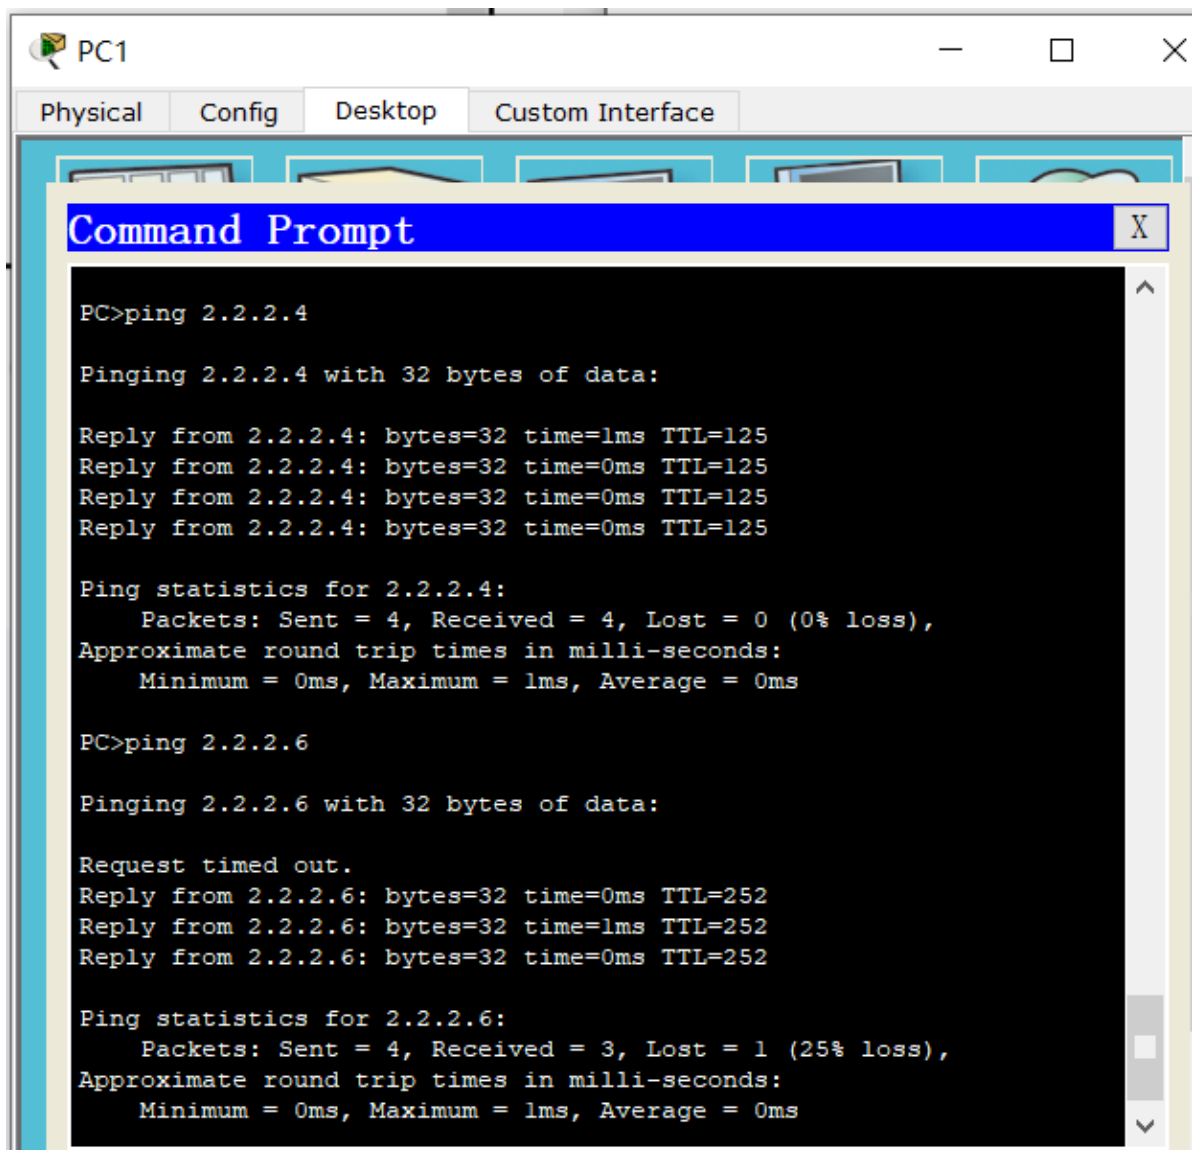 PC1
Physical Config Desktop Custom Interface
Command Prompt X
PC>ping 2.2.2.4
Pinging 2.2.2.4 with 32 bytes of data:
Reply from 2.2.2.4: bytes=32 time=1ms TTL=125
Reply from 2.2.2.4: bytes=32 time=0ms TTL=125
Reply from 2.2.2.4: bytes=32 time=0ms TTL=125
Reply from 2.2.2.4: bytes=32 time=0ms TTL=125
Ping statistics for 2.2.2.4:
Packets: Sent = 4, Received = 4, Lost = 0 (0% loss),
Approximate round trip times in milli-seconds:
Minimum = 0ms, Maximum = 1ms, Average = 0ms
PC>ping 2.2.2.6
Pinging 2.2.2.6 with 32 bytes of data:
Request timed out.
Reply from 2.2.2.6: bytes=32 time=0ms TTL=252
Reply from 2.2.2.6: bytes=32 time=1ms TTL=252
Reply from 2.2.2.6: bytes=32 time=0ms TTL=252
Ping statistics for 2.2.2.6:
Packets: Sent = 4, Received = 3, Lost = 1 (25% loss),
Approximate round trip times in milli-seconds:
Minimum = 0ms, Maximum = 1ms, Average = 0ms